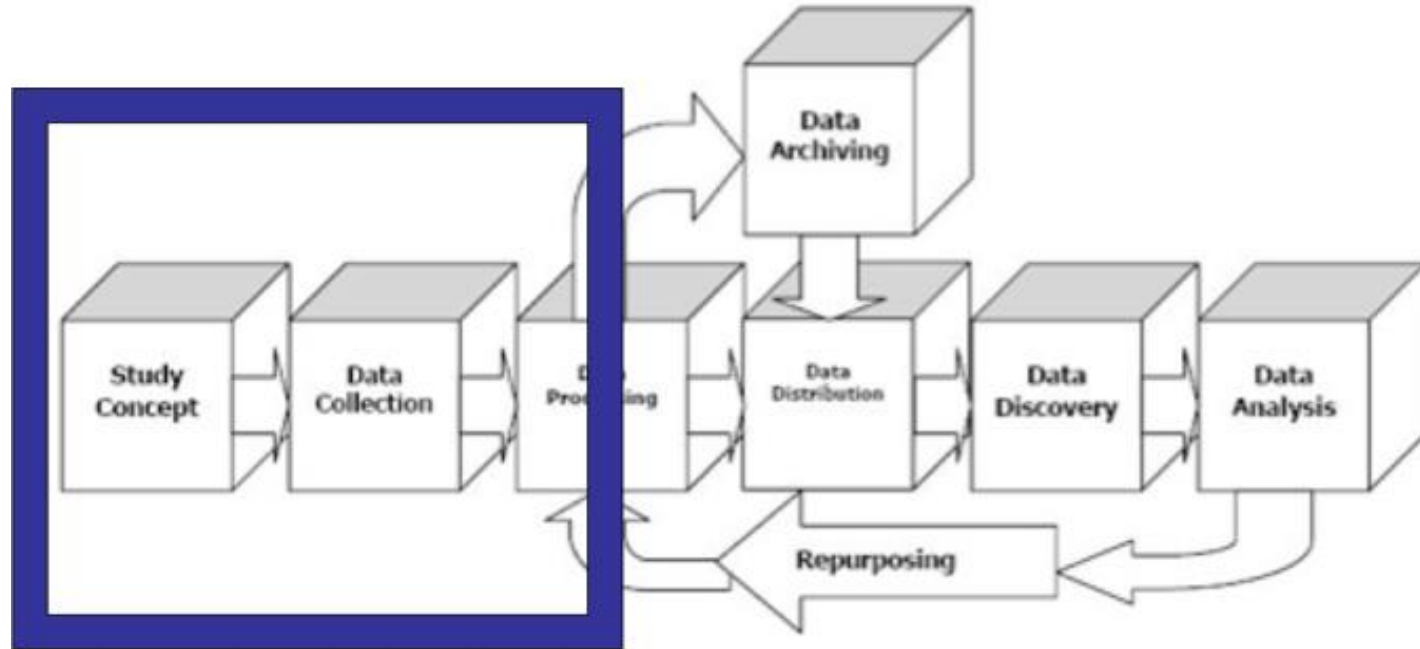 Data
Archiving
Study
Concept
Data
Collection
Data
Distribution
Data
Discovery
Data
Analysis
Repurposing